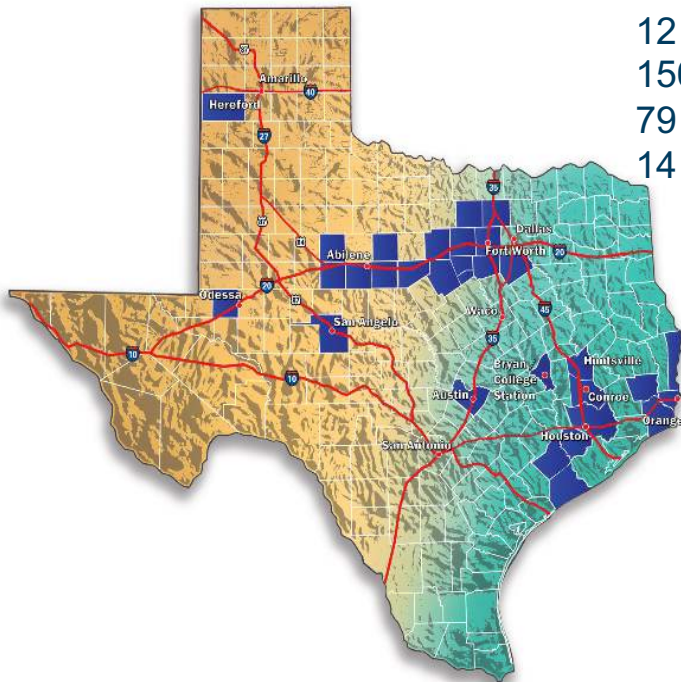 12
150
79
14
Amarillo
40
Hereford
27
35
Dallas
Fort Worth
20
Abilene
20
Odessa
Waco
45
San Angelo
35
10
Huntsville
Bryan
College
Station
10
Austin
Conroe
Orange
Houston
San Antonio